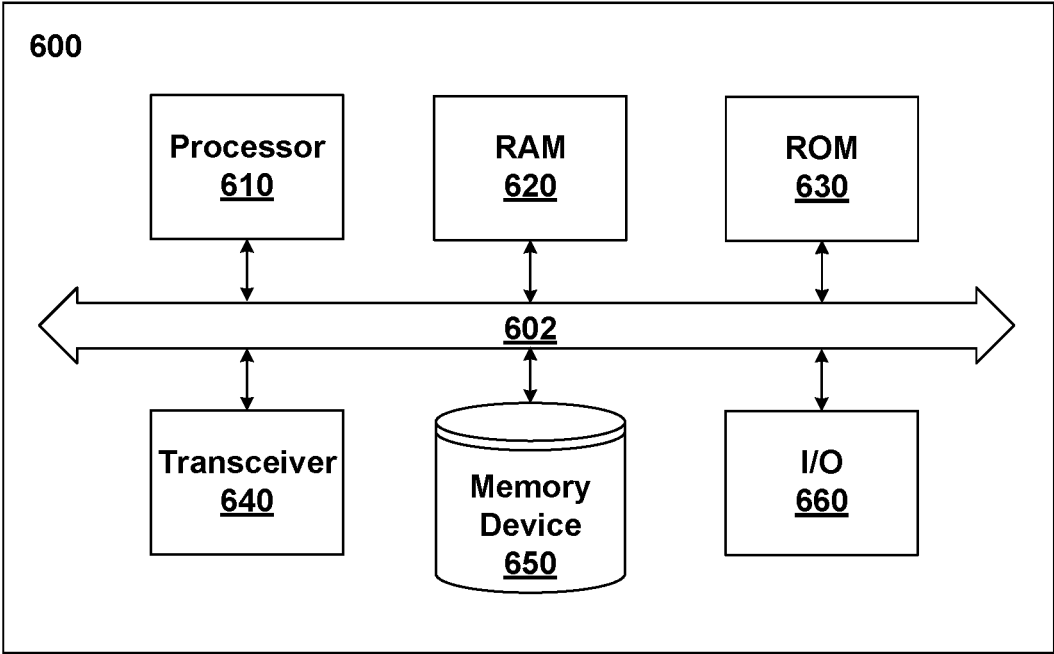 600
Processor
610
RAM
620
ROM
630
602
Transceiver
640
Memory
Device
650
I/O
660